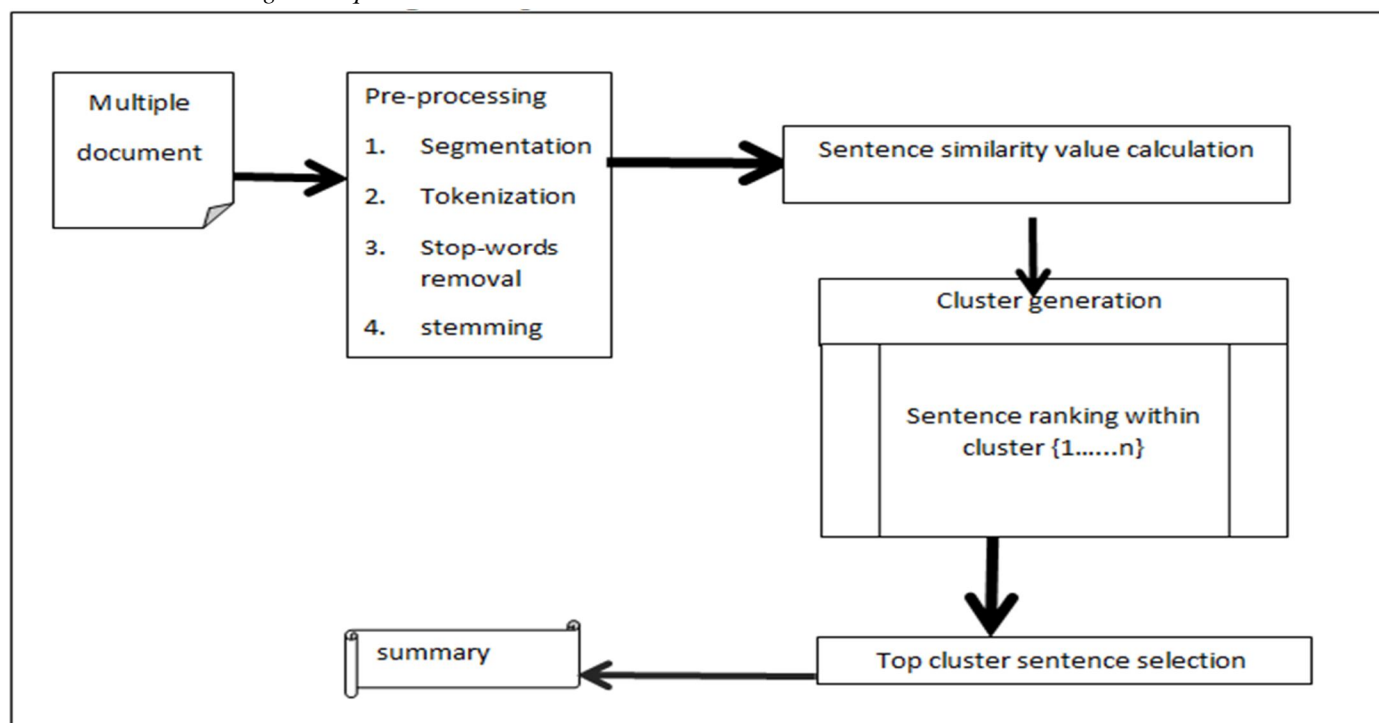 Multiple
document
Pre-processing
1. Segmentation
2. Tokenization
3. Stop-words
removal
4. stemming
Sentence similarity value calculation
Cluster generation
Sentence ranking within
cluster {1......n}
Top cluster sentence selection
summary